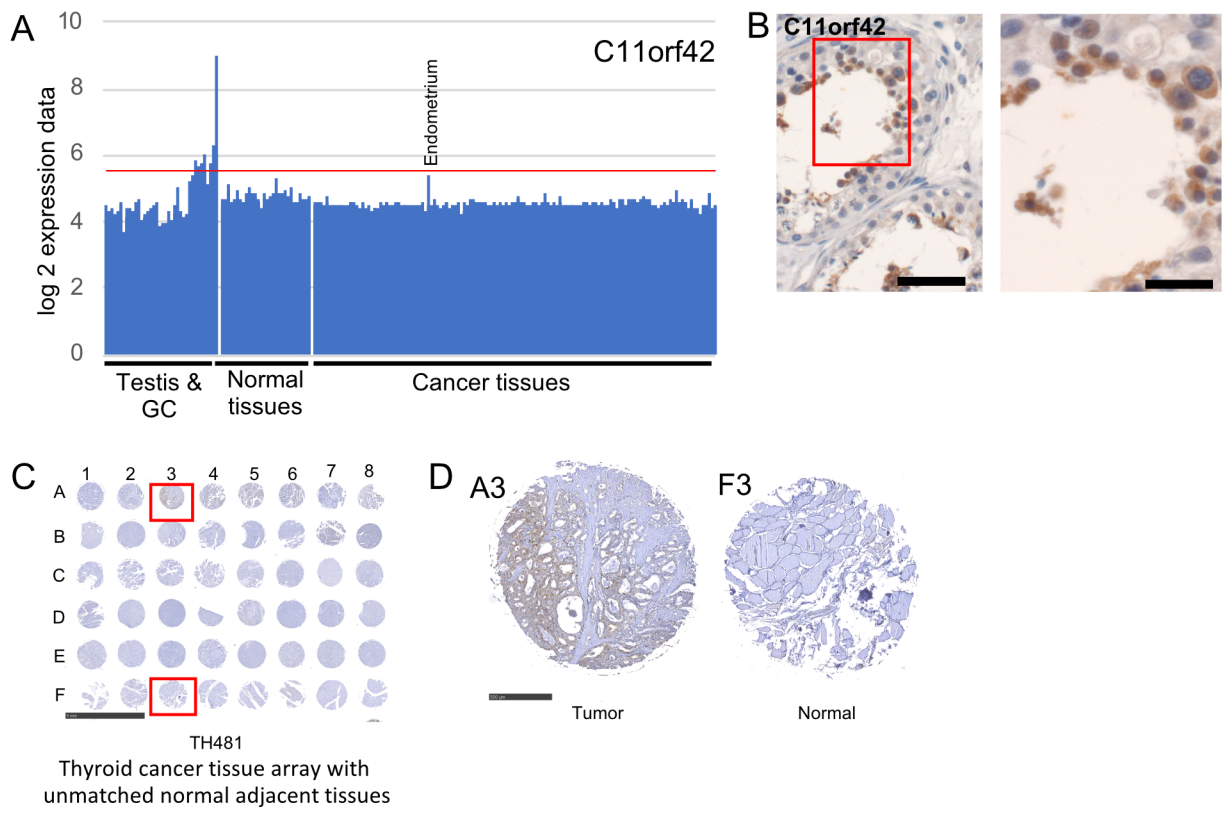 A
10
8
6
4
2
0
log 2 expression data
C11orf42
Endometrium
Testis &
GC
Normal
tissues
Cancer tissues
B
C11orf42
C
1 2 3 4 5 6 7 8
A
B
C
D
E
F
TH481
Thyroid cancer tissue array with
unmatched normal adjacent tissues
D
A3
F3
500 µm
Tumor
Normal